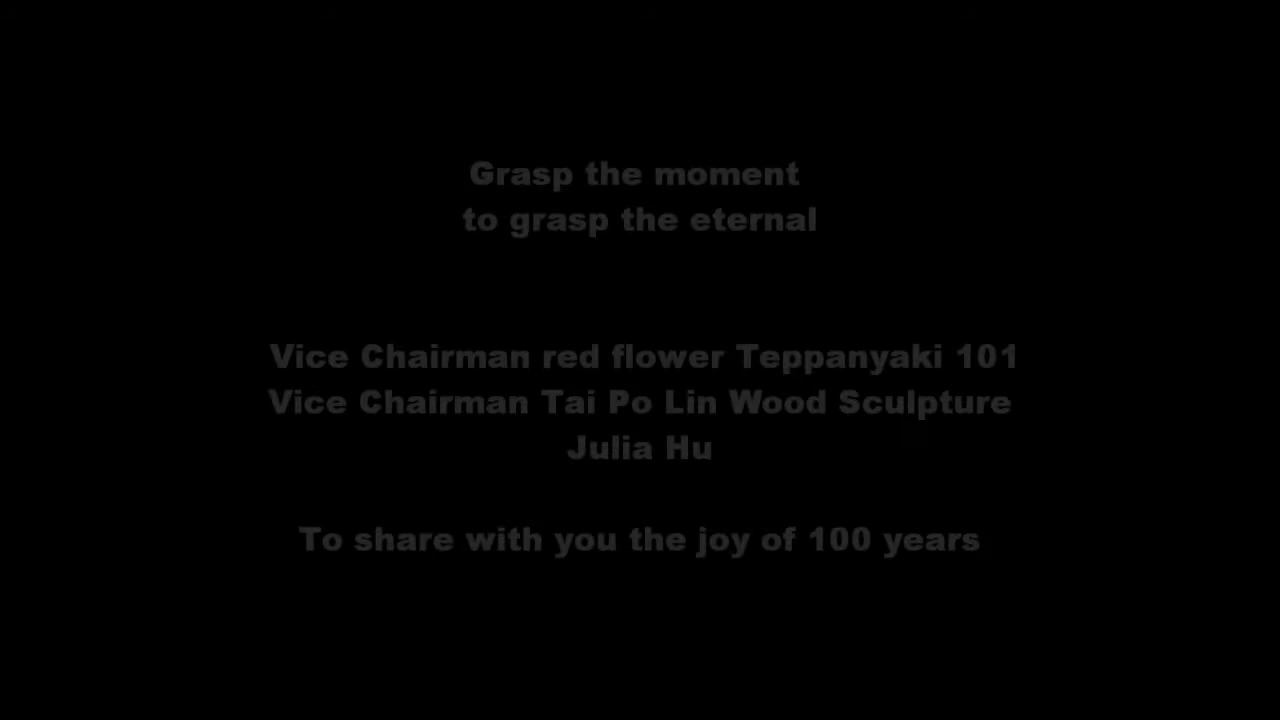 Grasp the moment
to grasp the eternal
Vice Chairman red flower Teppanyaki 101
Vice Chairman Tai Po Lin Wood Sculpture
Julia Hu
To share with you the joy of 100 years